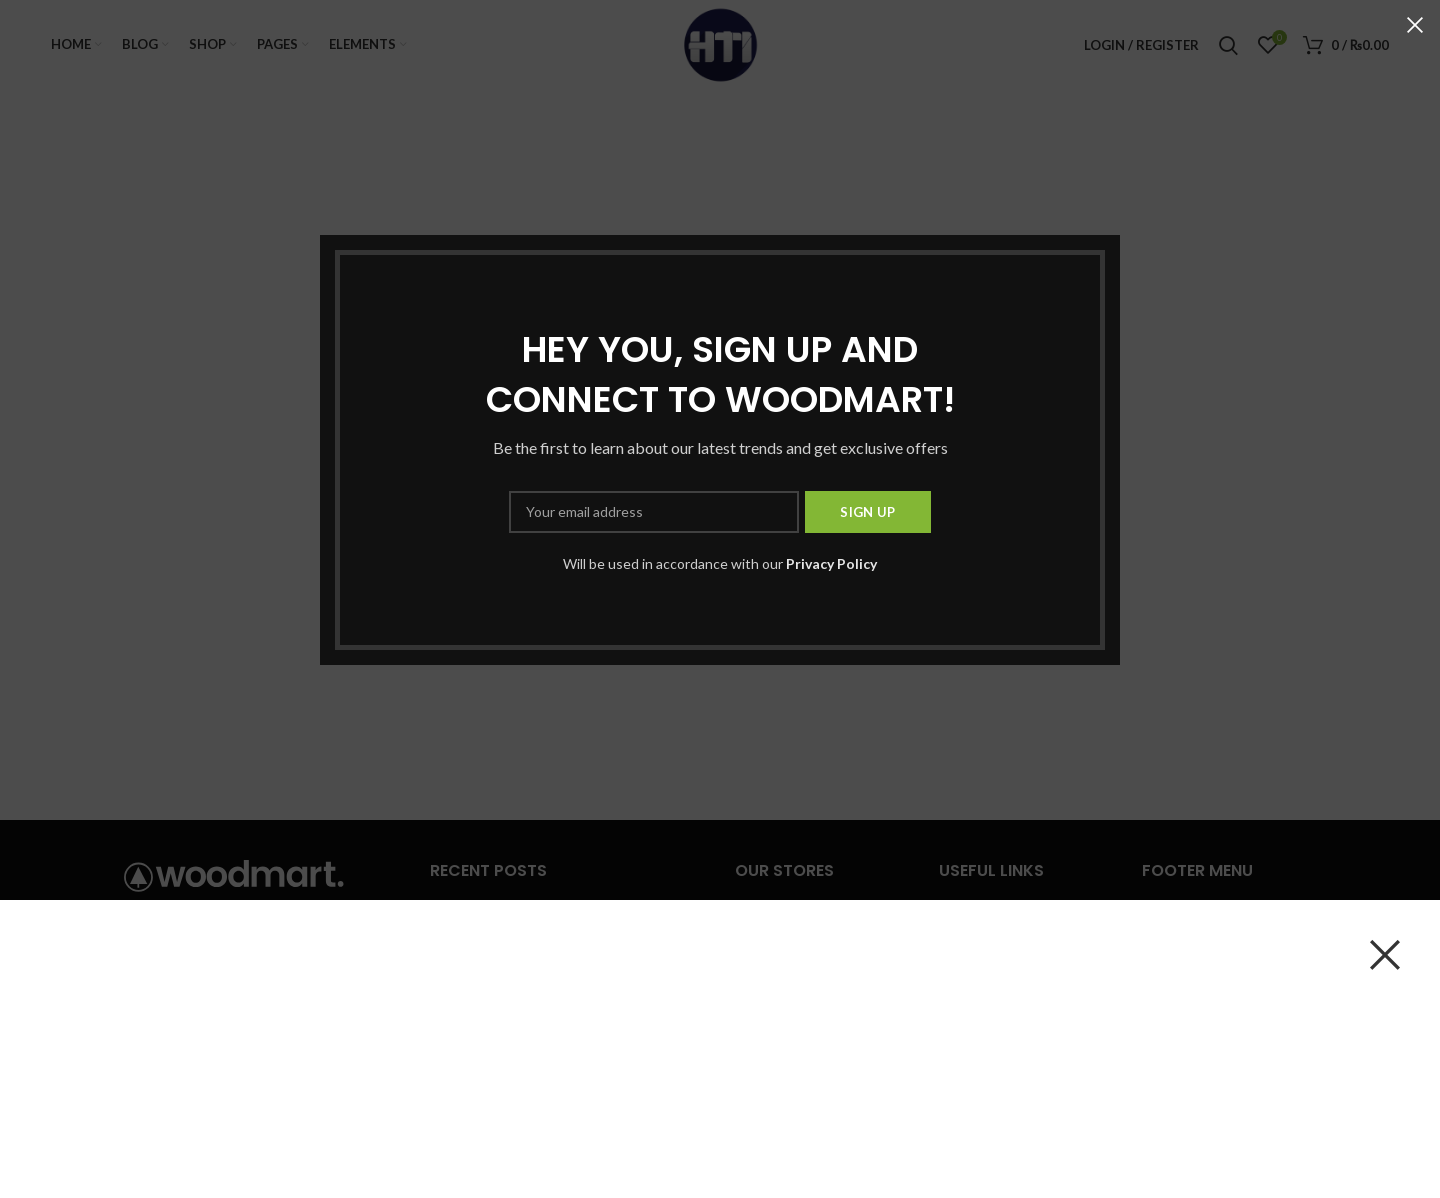 HOME BLOG SHOP PAGES ELEMENTS
HTI
LOGIN / REGISTER 0 0 / ₨0.00
HEY YOU, SIGN UP AND
CONNECT TO WOODMART!
Be the first to learn about our latest trends and get exclusive offers
Your email address SIGN UP
Will be used in accordance with our Privacy Policy
woodmart. RECENT POSTS OUR STORES USEFUL LINKS FOOTER MENU